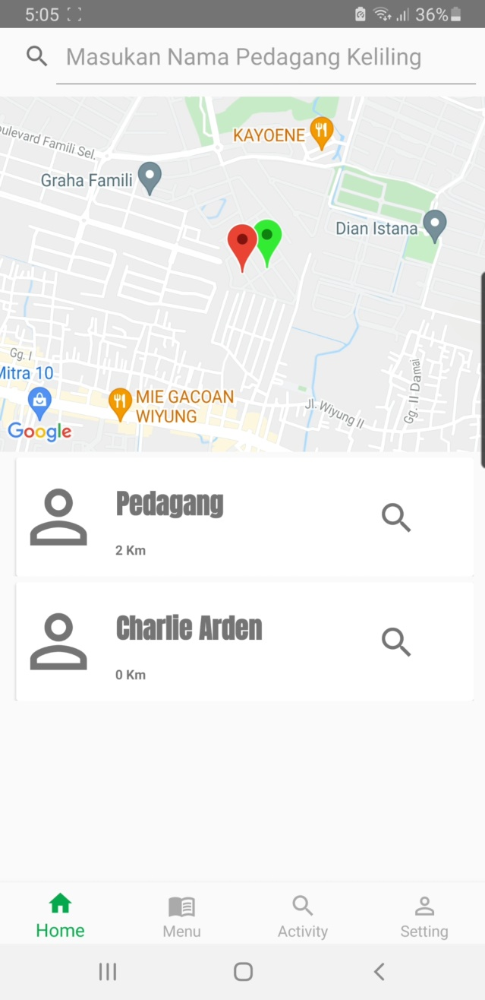 5:05 36%
Masukan Nama Pedagang Keliling
KAYOENE
oulevard Famili Sel.
Graha Famili
Dian Istana
Gg. I
Mitra 10
Gg. II Damai
MIE GACOAN
WIYUNG
Jl. Wiyung II
Google
Pedagang
2 Km
Charlie Arden
0 Km
Home Menu Activity Setting